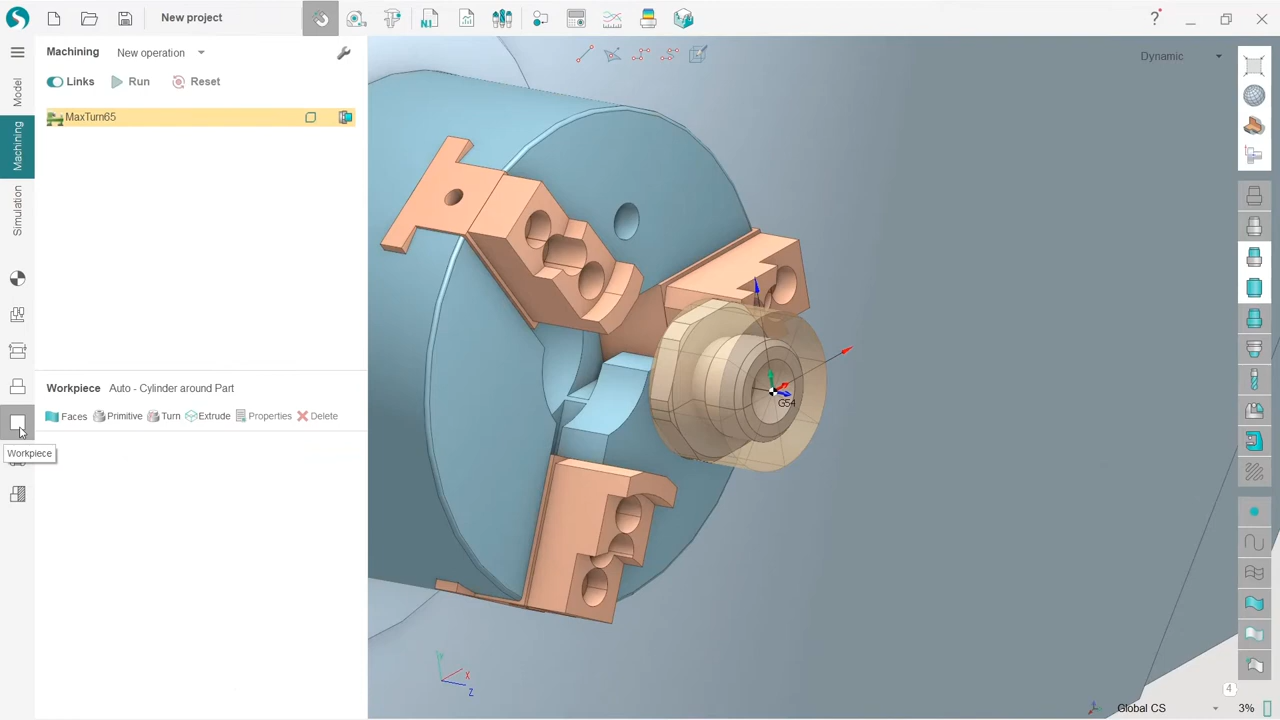 New project
N.I
?
Machining
New operation
Links
Run
Reset
Model
Machining
Simulation
MaxTurn65
Dynamic
Workpiece
Auto - Cylinder around Part
Faces
Primitive
Turn
Extrude
Properties
Delete
Workpiece
G54
X
Z
4
Global CS
3%